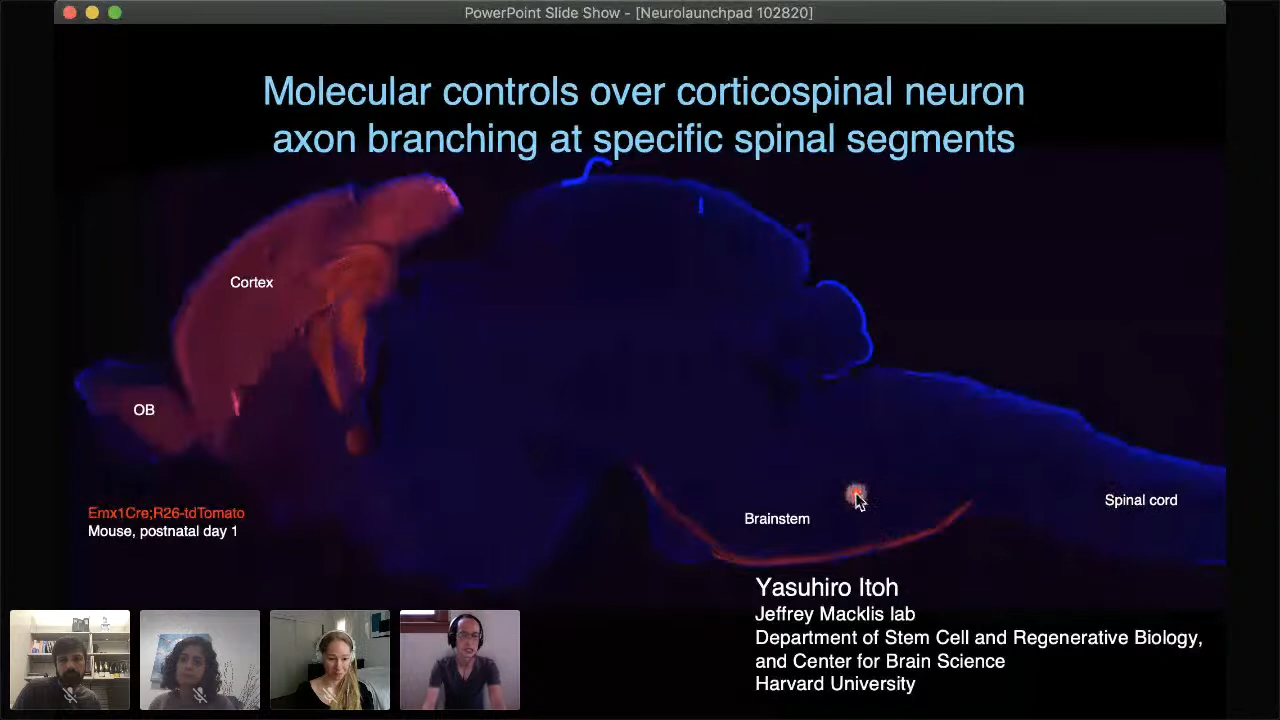 PowerPoint Slide Show - [Neurolaunchpad 102820]
Molecular controls over corticospinal neuron
axon branching at specific spinal segments
Cortex
OB
Emx1Cre;R26-tdTomato
Mouse, postnatal day 1
Brainstem
Spinal cord
Yasuhiro Itoh
Jeffrey Macklis lab
Department of Stem Cell and Regenerative Biology,
and Center for Brain Science
Harvard University